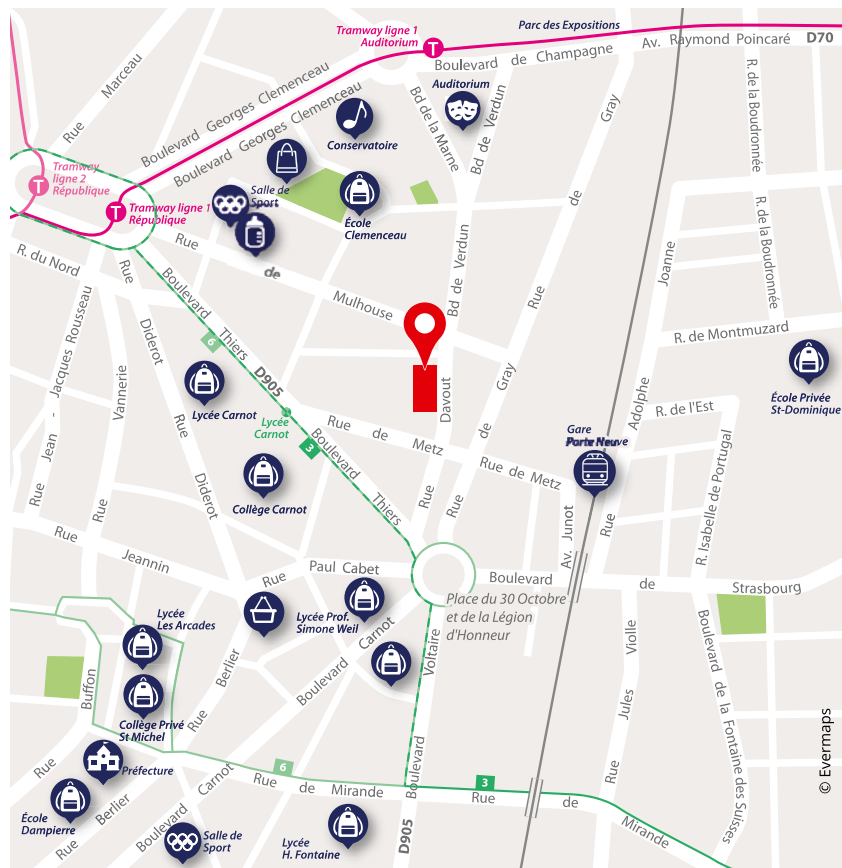 Tramway ligne 1
Auditorium
Parc des Expositions
Av. Raymond Poincaré
D70
Boulevard de Champagne
Rue Marceau
Boulevard Georges Clemenceau
Boulevard Georges Clemenceau
Auditorium
Bd de la Marne
Bd de Verdun
Rue de Gray
R. de la Boudronnée
R. de la Boudronnée
Conservatoire
Tramway
ligne 2
République
T
T
T
Tramway ligne 1
République
Salle de
Sport
École
Clemenceau
R. du Nord
Rue de Mulhouse
Bd de Verdun
Joanne
Adolphe
Rue
R. de Montmuzard
École Privée
St-Dominique
Rue Jean - Jacques Rousseau
Rue Vannerie
Rue Diderot
Diderot
Boulevard Thiers
6
D905
Lycée Carnot
Lycée
Carnot
3
Boulevard Thiers
Rue de Metz
Rue de Metz
Rue Davout
Rue de Gray
Gare
Porte Neuve
R. de l'Est
R. Isabelle de Portugal
Collège Carnot
Av. Junot
Rue Jeannin
Rue Paul Cabet
Boulevard de Strasbourg
Place du 30 Octobre
et de la Légion
d'Honneur
Lycée
Les Arcades
Lycée Prof.
Simone Weil
Boulevard Carnot
Boulevard Voltaire
D905
Rue Jules Violle
Boulevard de la Fontaine des Suisses
Rue Buffon
Rue Berlier
Collège Privé
St Michel
Préfecture
École
Dampierre
Rue Berlier
Boulevard Carnot
6
Rue de Mirande
3
Rue de Mirande
Salle de
Sport
Lycée
H. Fontaine
© Evermaps